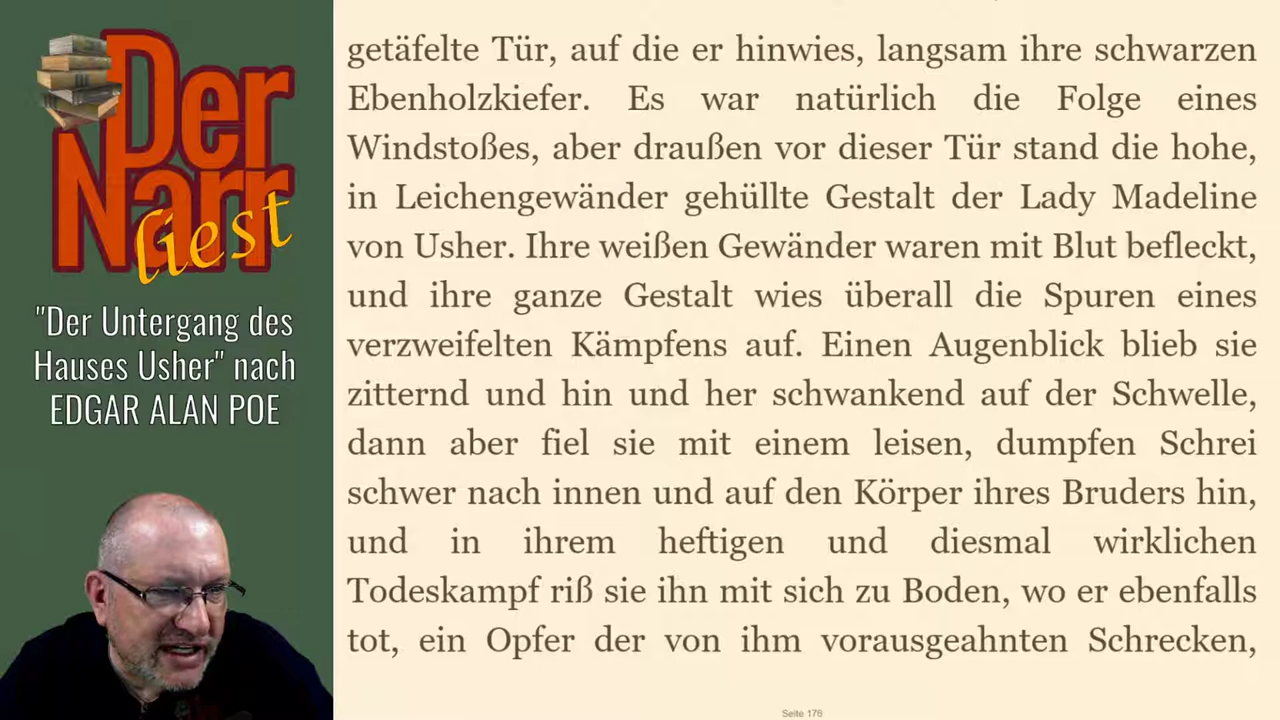 Der
Narr
liest
"Der Untergang des
Hauses Usher" nach
EDGAR ALAN POE
getäfelte Tür, auf die er hinwies, langsam ihre schwarzen
Ebenholzkiefer. Es war natürlich die Folge eines
Windstoßes, aber draußen vor dieser Tür stand die hohe,
in Leichengewänder gehüllte Gestalt der Lady Madeline
von Usher. Ihre weißen Gewänder waren mit Blut befleckt,
und ihre ganze Gestalt wies überall die Spuren eines
verzweifelten Kämpfens auf. Einen Augenblick blieb sie
zitternd und hin und her schwankend auf der Schwelle,
dann aber fiel sie mit einem leisen, dumpfen Schrei
schwer nach innen und auf den Körper ihres Bruders hin,
und in ihrem heftigen und diesmal wirklichen
Todeskampf riß sie ihn mit sich zu Boden, wo er ebenfalls
tot, ein Opfer der von ihm vorausgeahnten Schrecken,
Seite 176